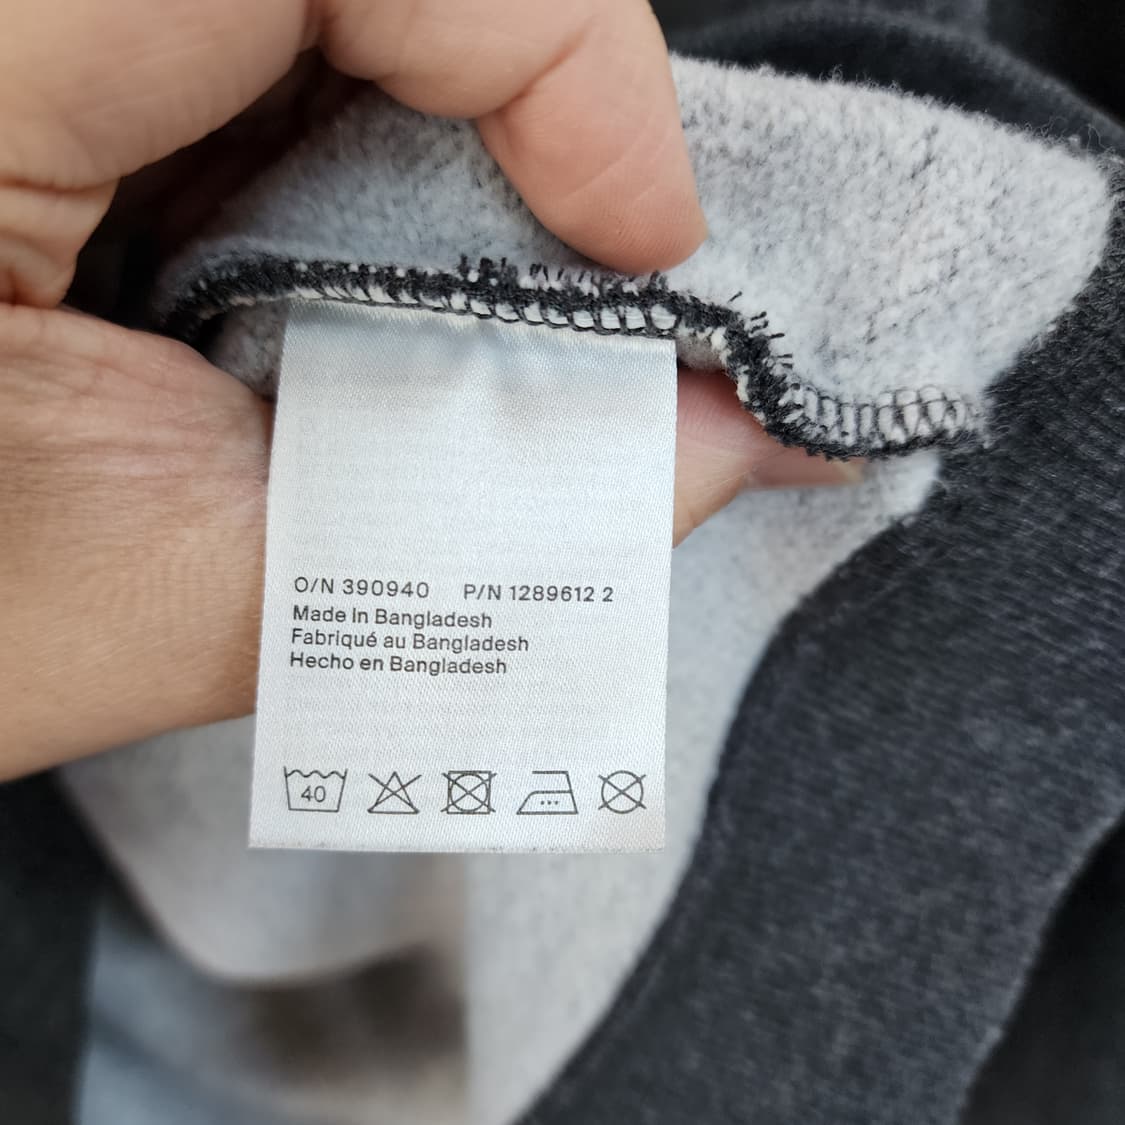 O/N 390940 P/N 1289612 2
Made In Bangladesh
Fabriqué au Bangladesh
Hecho en Bangladesh
40